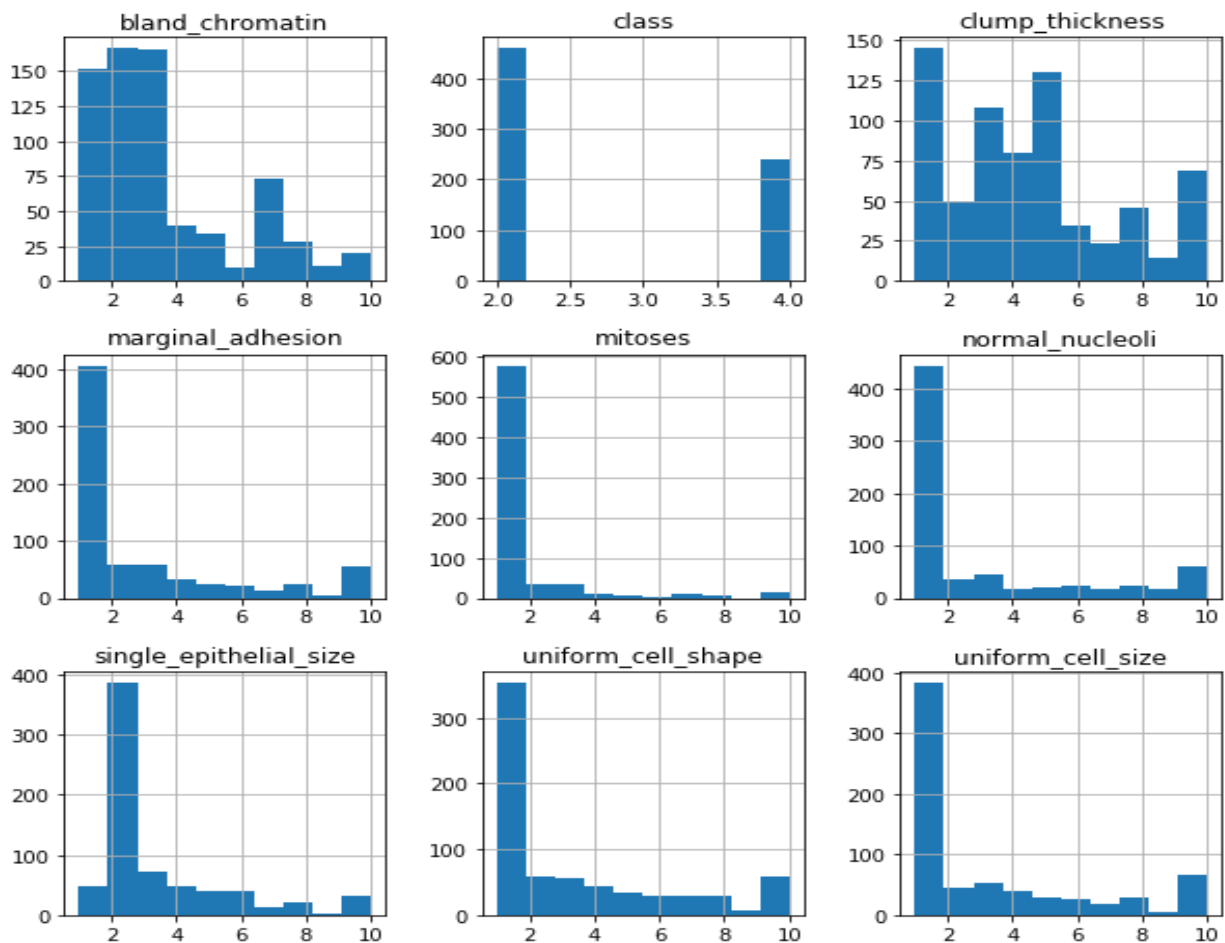 bland_chromatin
150
125
100
75
50
25
0
2 4 6 8 10
class
400
300
200
100
0
2.0 2.5 3.0 3.5 4.0
clump_thickness
150
125
100
75
50
25
0
2 4 6 8 10
marginal_adhesion
400
300
200
100
0
2 4 6 8 10
mitoses
600
500
400
300
200
100
0
2 4 6 8 10
normal_nucleoli
400
300
200
100
0
2 4 6 8 10
single_epithelial_size
400
300
200
100
0
2 4 6 8 10
uniform_cell_shape
300
200
100
0
2 4 6 8 10
uniform_cell_size
400
300
200
100
0
2 4 6 8 10